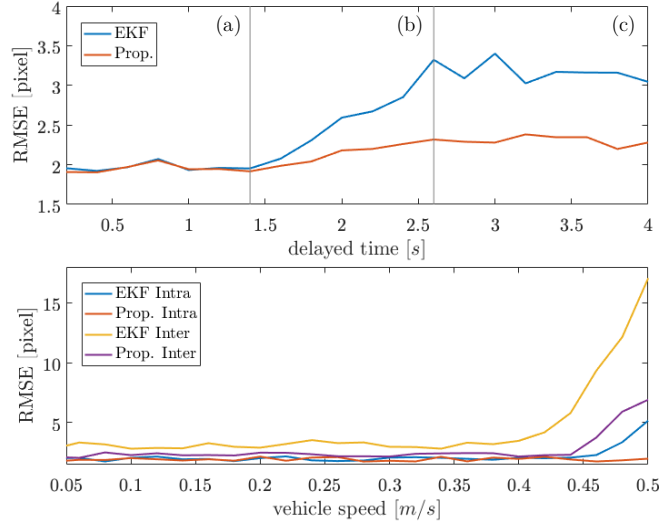 4
3.5
3
2.5
2
1.5
RMSE [pixel]
EKF
Prop.
(a)
(b)
(c)
0.5 1 1.5 2 2.5 3 3.5 4
delayed time [s]
15
10
5
RMSE [pixel]
EKF Intra
Prop. Intra
EKF Inter
Prop. Inter
0.05 0.1 0.15 0.2 0.25 0.3 0.35 0.4 0.45 0.5
vehicle speed [m/s]